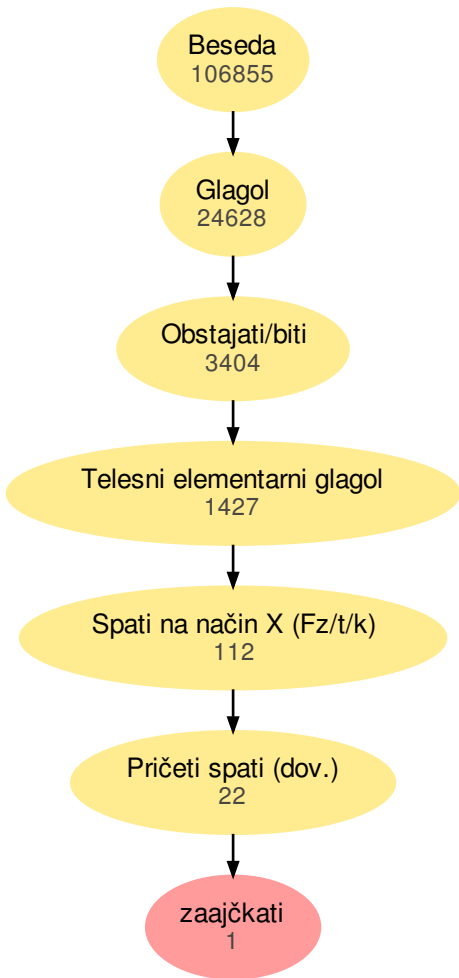 Beseda
106855
Glagol
24628
Obstajati/biti
3404
Telesni elementarni glagol
1427
Spati na način X (Fz/t/k)
112
Pričeti spati (dov.)
22
zaajčkati
1